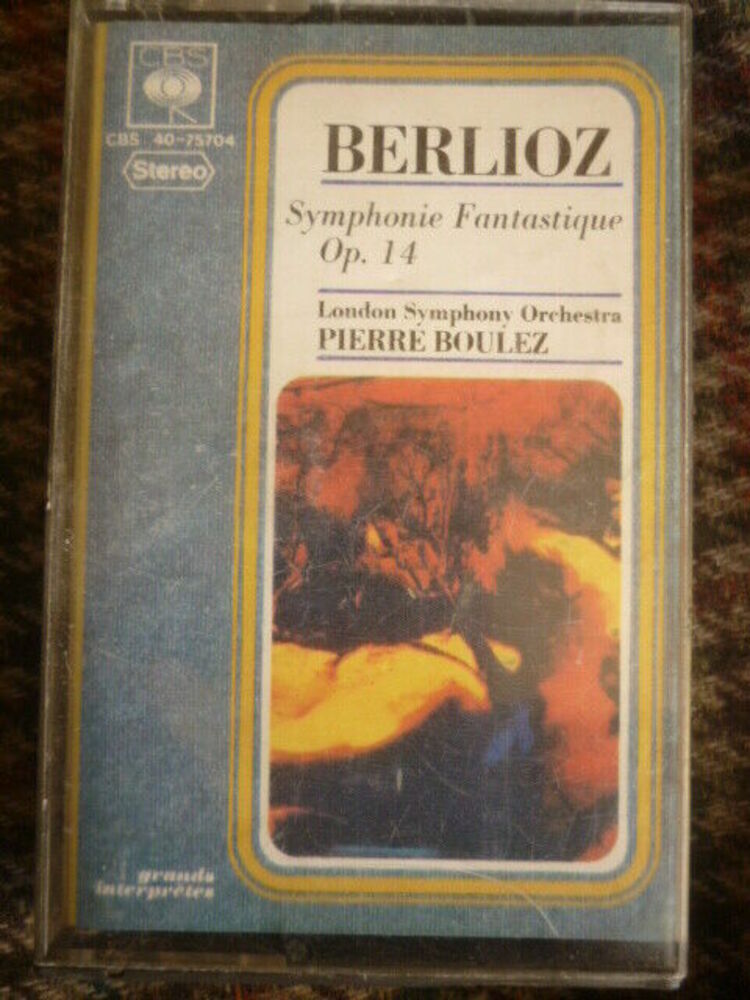 CBS
CBS 40-75704
Stereo
BERLIOZ
Symphonie Fantastique
Op. 14
London Symphony Orchestra
PIERRE BOULEZ
grands
interprètes